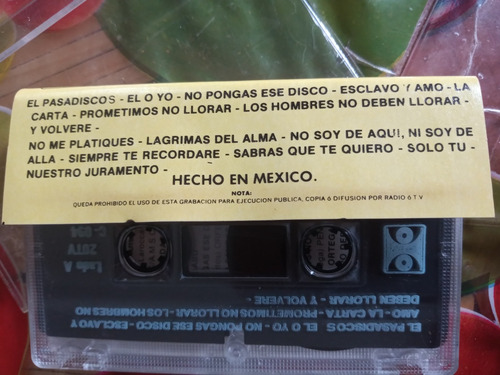 EL PASADISCOS - EL O YO - NO PONGAS ESE DISCO - ESCLAVO Y AMO - LA
CARTA - PROMETIMOS NO LLORAR - LOS HOMBRES NO DEBEN LLORAR -
Y VOLVERE -
NO ME PLATIQUES - LAGRIMAS DEL ALMA - NO SOY DE AQUI, NI SOY DE
ALLA - SIEMPRE TE RECORDARE - SABRAS QUE TE QUIERO - SOLO TU -
NUESTRO JURAMENTO -
HECHO EN MEXICO.
NOTA:
QUEDA PROHIBIDO EL USO DE ESTA GRABACION PARA EJECUCION PUBLICA, COPIA ó DIFUSION POR RADIO ó T V
EL PASADISCOS - EL O YO - NO PONGAS ESE DISCO - ESCLAVO Y
AMO - LA CARTA - PROMETIMOS NO LLORAR - LOS HOMBRES NO
DEBEN LLORAR - Y VOLVERE -
Lado A